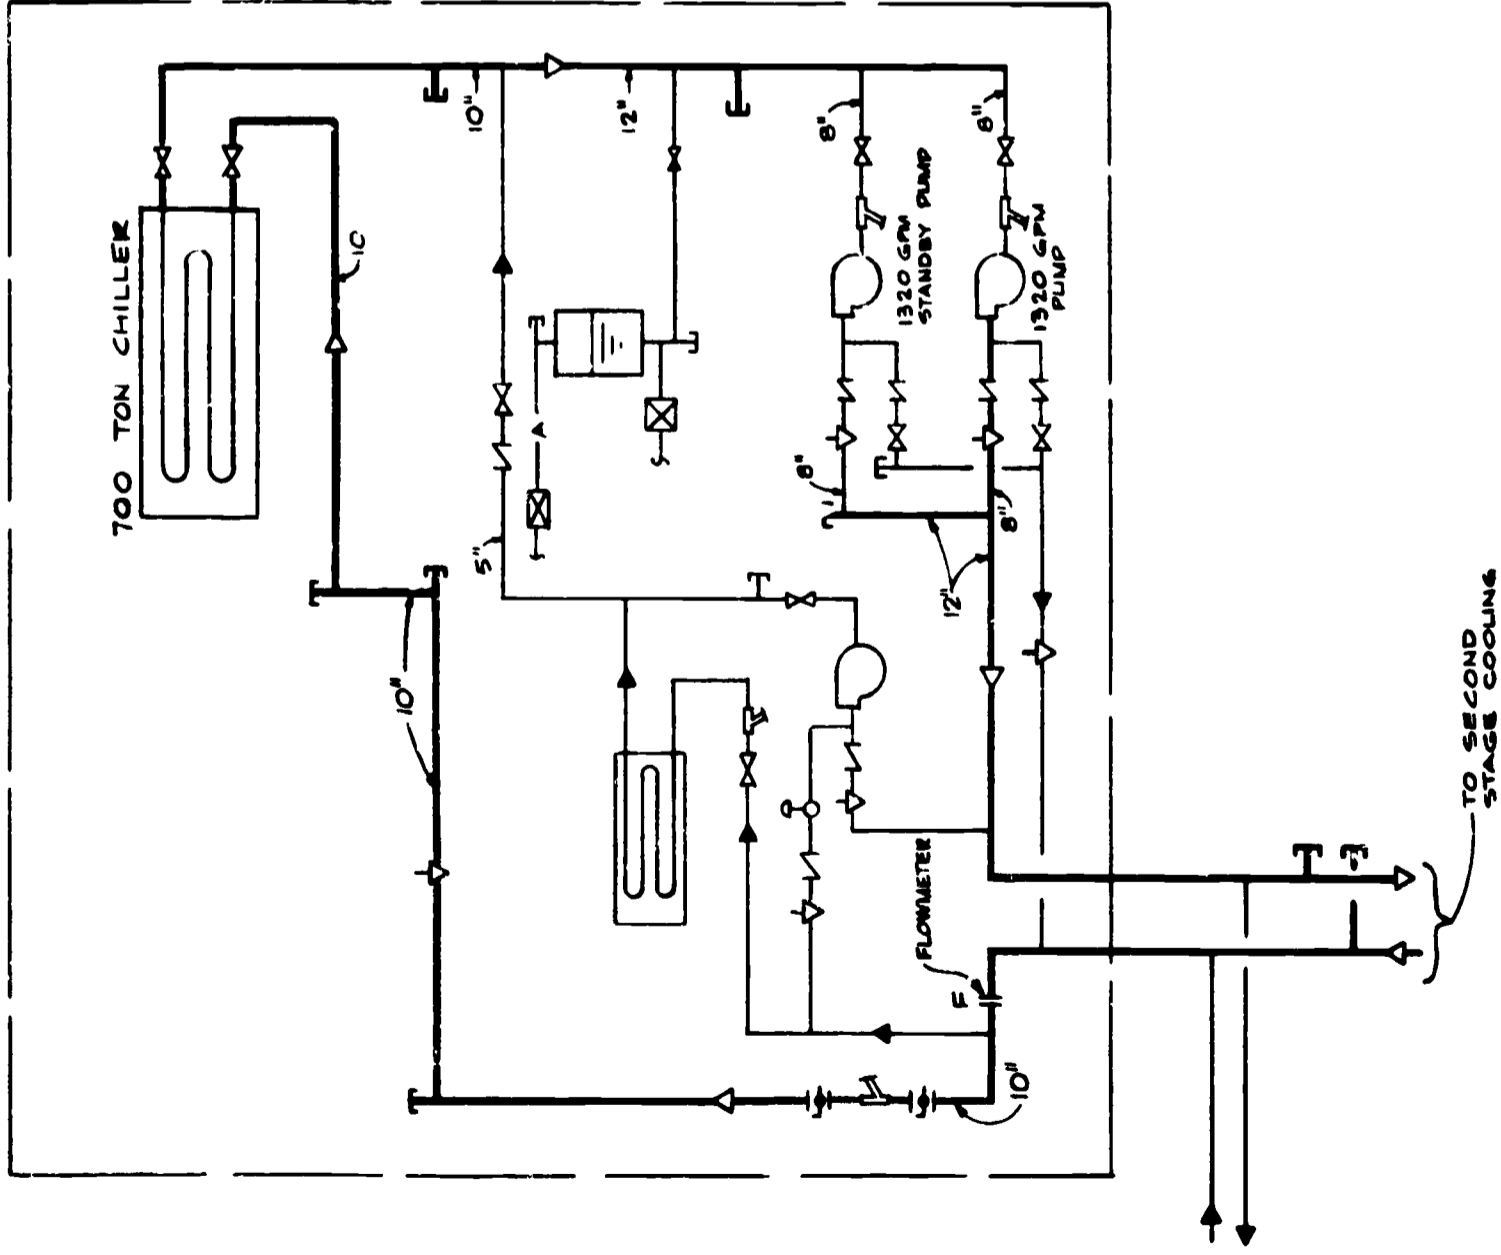 700 TON CHILLER
10"
12"
8"
8"
1320 GPM
STANDBY PUMP
1320 GPM
PUMP
10
A
5"
8"
8"
12"
10"
FLOWMETER
F
10"
TO SECOND
STAGE COOLING